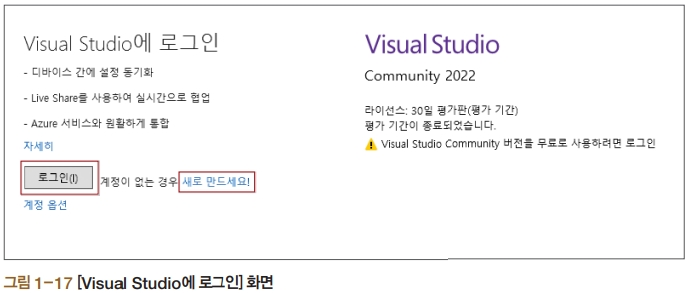 Visual Studio에 로그인
- 디바이스 간에 설정 동기화
- Live Share를 사용하여 실시간으로 협업
- Azure 서비스와 원활하게 통합
자세히
로그인(I) 계정이 없는 경우 새로 만드세요!
계정 옵션
Visual Studio
Community 2022
라이선스: 30일 평가판(평가 기간)
평가 기간이 종료되었습니다.
Visual Studio Community 버전을 무료로 사용하려면 로그인
그림 1-17 [Visual Studio에 로그인] 화면